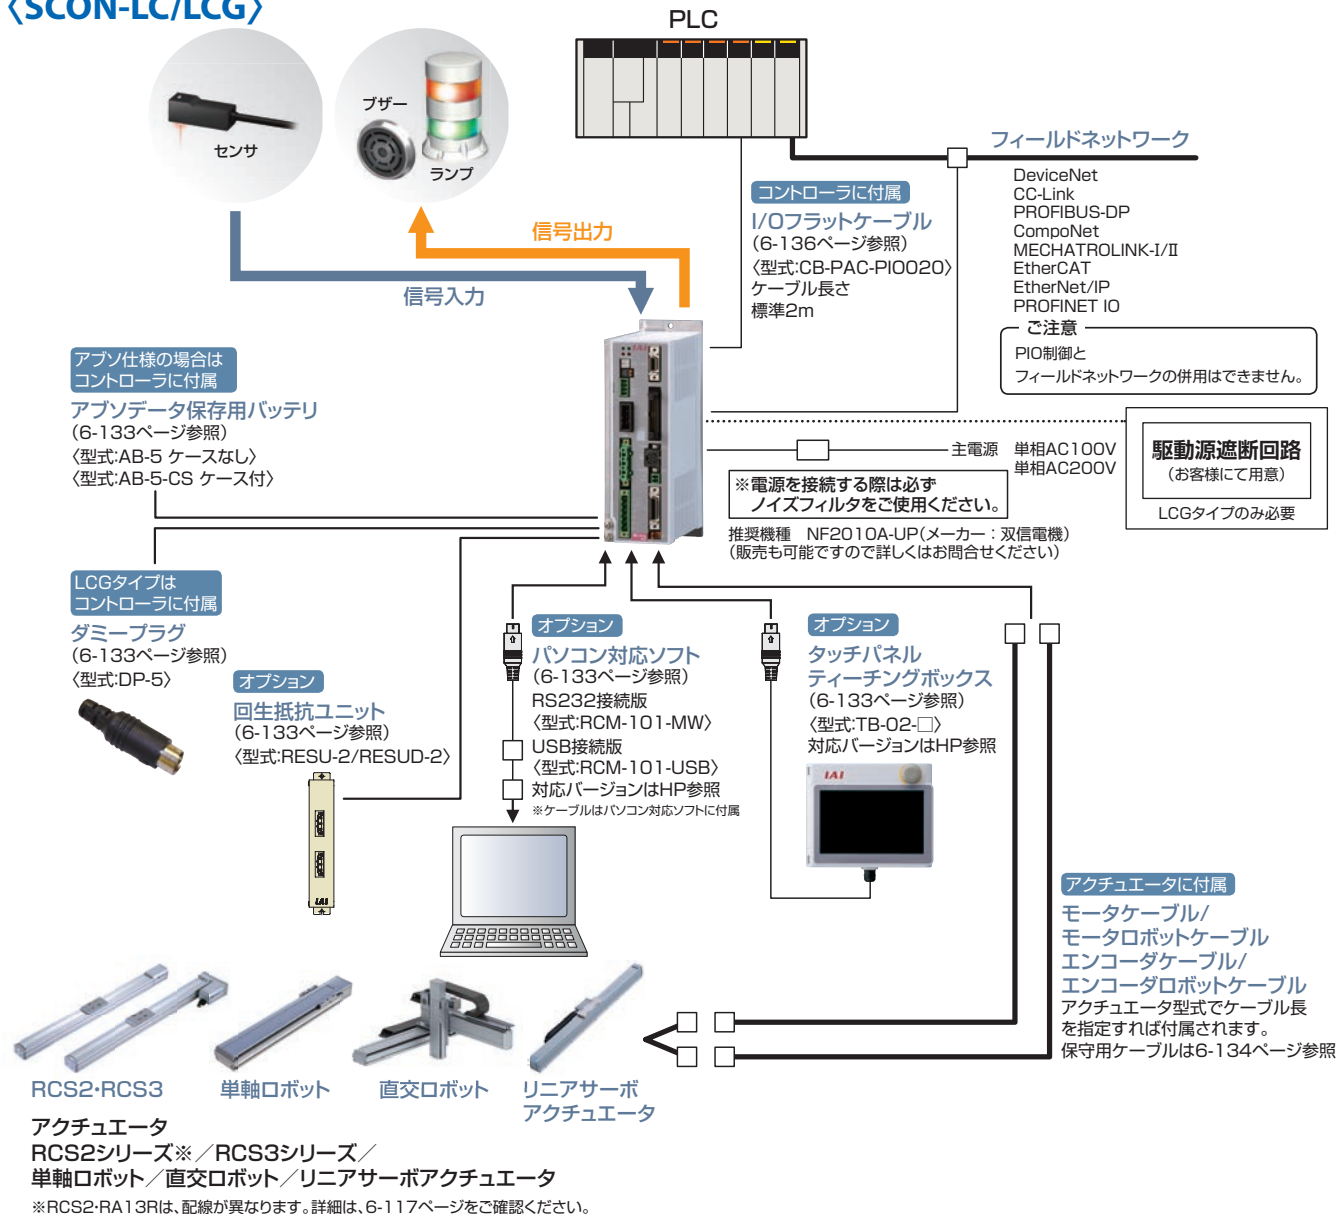 〈SCON-LC/LCG〉
PLC
センサ
ブザー
ランプ
信号出力
信号入力
フィールドネットワーク
DeviceNet
CC-Link
PROFIBUS-DP
CompoNet
MECHATROLINK-I/II
EtherCAT
EtherNet/IP
PROFINET IO
ご注意
PIO制御と
フィールドネットワークの併用はできません。
コントローラに付属
I/Oフラットケーブル
（6-136ページ参照）
〈型式:CB-PAC-PIO020〉
ケーブル長さ
標準2m
アブソ仕様の場合は
コントローラに付属
アブソデータ保存用バッテリ
（6-133ページ参照）
〈型式:AB-5 ケースなし〉
〈型式:AB-5-CS ケース付〉
IAI
主電源 単相AC100V
単相AC200V
駆動源遮断回路
（お客様にて用意）
LCGタイプのみ必要
※電源を接続する際は必ず
ノイズフィルタをご使用ください。
推奨機種 NF2010A-UP（メーカー：双信電機）
（販売も可能ですので詳しくはお問合せください）
LCGタイプは
コントローラに付属
ダミープラグ
（6-133ページ参照）
〈型式:DP-5〉
オプション
回生抵抗ユニット
（6-133ページ参照）
〈型式:RESU-2/RESUD-2〉
IAI
オプション
パソコン対応ソフト
（6-133ページ参照）
RS232接続版
〈型式:RCM-101-MW〉
USB接続版
〈型式:RCM-101-USB〉
対応バージョンはHP参照
※ケーブルはパソコン対応ソフトに付属
オプション
タッチパネル
ティーチングボックス
（6-133ページ参照）
〈型式:TB-02-□〉
対応バージョンはHP参照
IAI
アクチュエータに付属
モータケーブル/
モータロボットケーブル
エンコーダケーブル/
エンコーダロボットケーブル
アクチュエータ型式でケーブル長
を指定すれば付属されます。
保守用ケーブルは6-134ページ参照
RCS2・RCS3
単軸ロボット
直交ロボット
リニアサーボ
アクチュエータ
アクチュエータ
RCS2シリーズ※／RCS3シリーズ／
単軸ロボット／直交ロボット／リニアサーボアクチュエータ
※RCS2・RA13Rは、配線が異なります。詳細は、6-117ページをご確認ください。